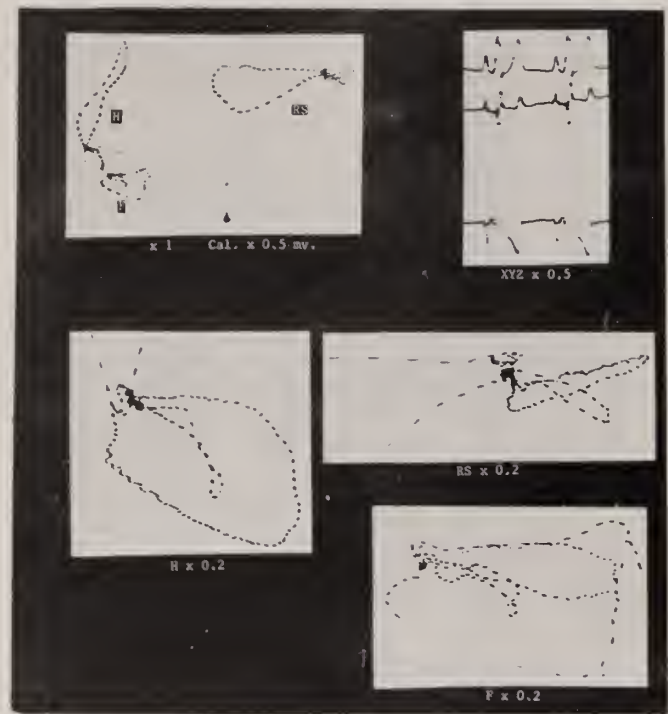 H
RS
H
x 1 Cal. x 0.5 mv.
XYZ x 0.5
H x 0.2
RS x 0.2
F x 0.2